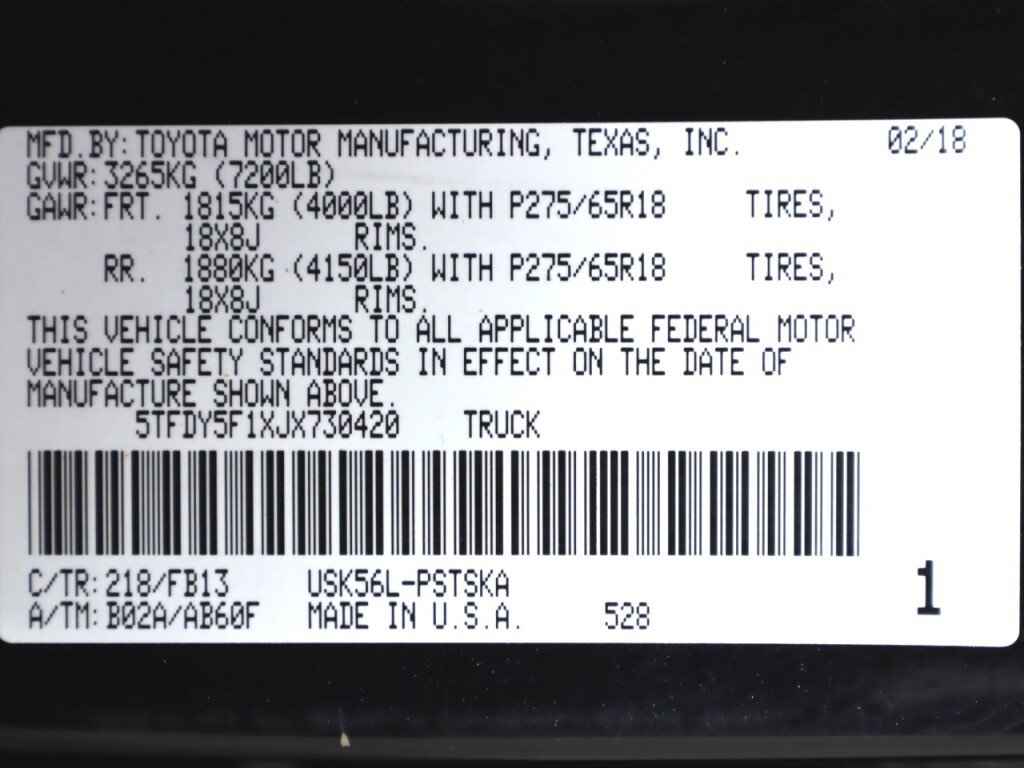 MFD.BY: TOYOTA MOTOR MANUFACTURING, TEXAS, INC. 02/18
GVWR: 3265KG (7200LB)
GAWR: FRT. 1815KG (4000LB) WITH P275/65R18 TIRES,
18X8J RIMS.
RR. 1880KG (4150LB) WITH P275/65R18 TIRES,
18X8J RIMS.
THIS VEHICLE CONFORMS TO ALL APPLICABLE FEDERAL MOTOR
VEHICLE SAFETY STANDARDS IN EFFECT ON THE DATE OF
MANUFACTURE SHOWN ABOVE.
5TFDY5F1XJX730420 TRUCK
C/TR: 218/FB13 USK56L-PSTSKA
A/TM: B02A/AB60F MADE IN U.S.A. 528
1